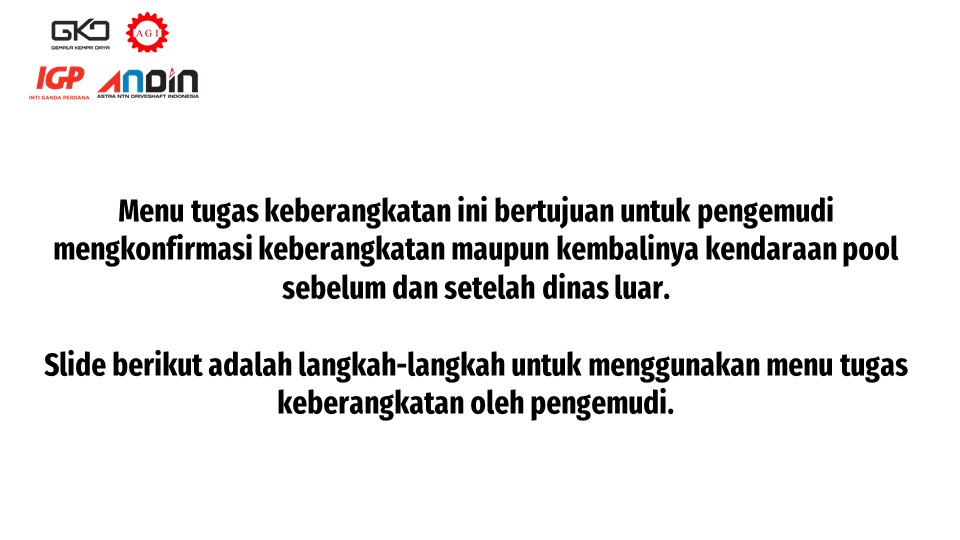 GKD
GEMALA KEMPA DAYA
AGI
IGP
INTI GANDA PERDANA
ANDIN
ASTRA NTN DRIVESHAFT INDONESIA
Menu tugas keberangkatan ini bertujuan untuk pengemudi
mengkonfirmasi keberangkatan maupun kembalinya kendaraan pool
sebelum dan setelah dinas luar.
Slide berikut adalah langkah-langkah untuk menggunakan menu tugas
keberangkatan oleh pengemudi.